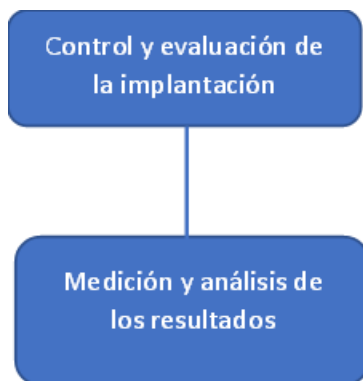 Control y evaluación de
la implantación
Medición y análisis de
los resultados